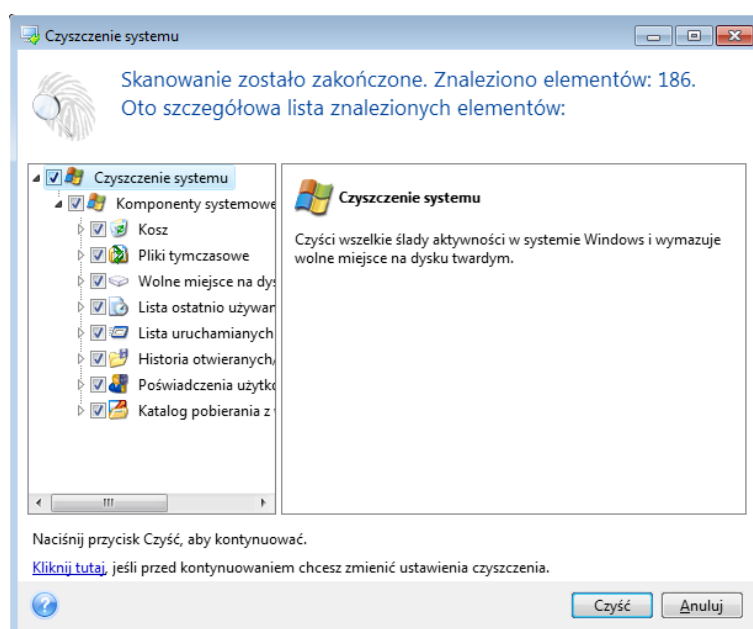 Czyszczenie systemu
Skanowanie zostało zakończone. Znaleziono elementów: 186.
Oto szczegółowa lista znalezionych elementów:
Czyszczenie systemu
Komponenty systemowe
Kosz
Pliki tymczasowe
Wolne miejsce na dys
Lista ostatnio używan
Lista uruchamianych
Historia otwieranych/
Poświadczenia użytko
Katalog pobierania z
Czyszczenie systemu
Czyści wszelkie ślady aktywności w systemie Windows i wymazuje
wolne miejsce na dysku twardym.
Naciśnij przycisk Czyść, aby kontynuować.
Kliknij tutaj, jeśli przed kontynuowaniem chcesz zmienić ustawienia czyszczenia.
Czyść
Anuluj